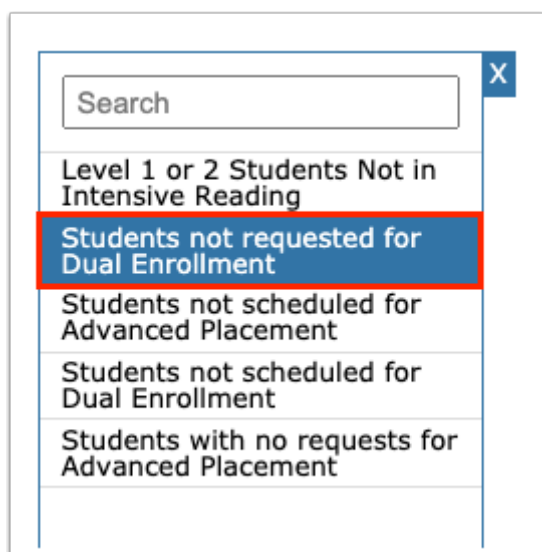 X
Search
Level 1 or 2 Students Not in
Intensive Reading
Students not requested for
Dual Enrollment
Students not scheduled for
Advanced Placement
Students not scheduled for
Dual Enrollment
Students with no requests for
Advanced Placement